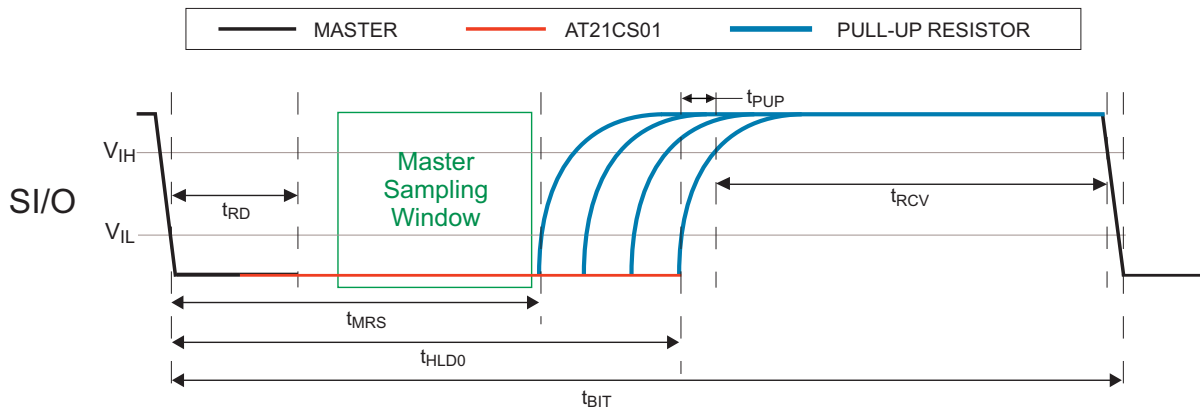 MASTER
AT21CS01
PULL-UP RESISTOR
tPUP
VIH
Master
Sampling
Window
SI/O
tRD
tRCV
VIL
tMRS
tHLD0
tBIT